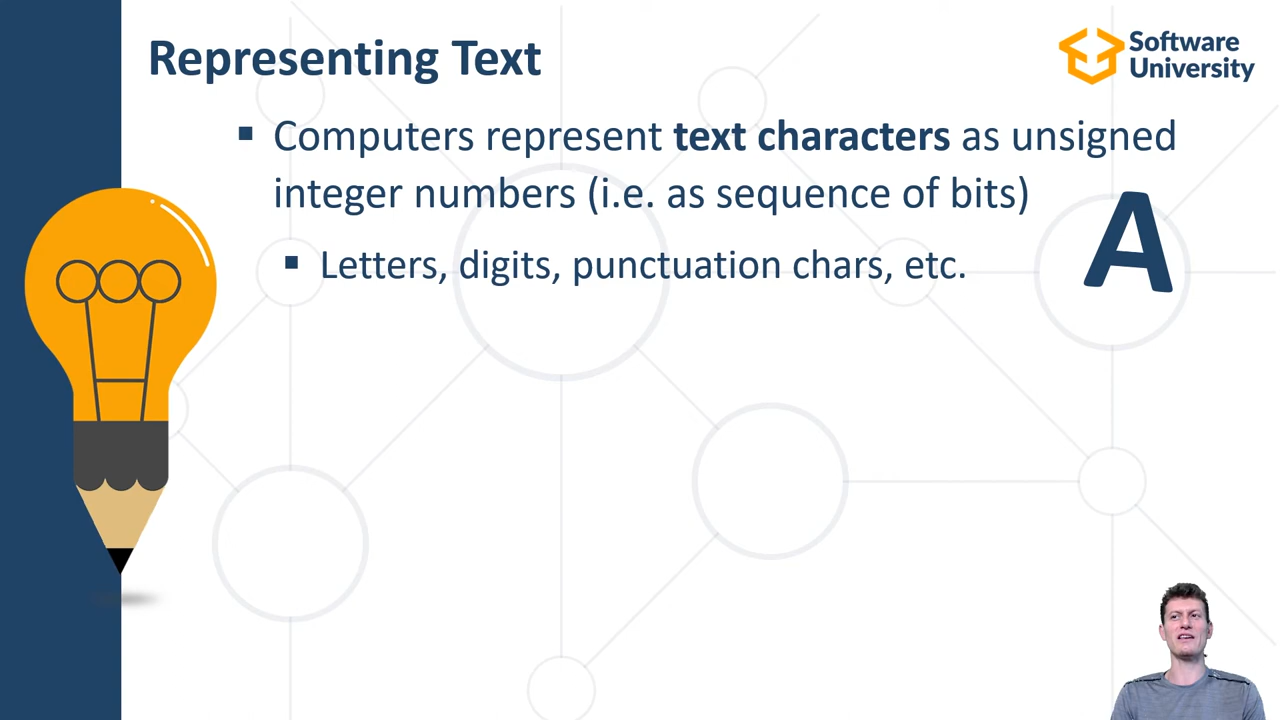 Representing Text
Software
University
▪ Computers represent text characters as unsigned
integer numbers (i.e. as sequence of bits)
▪ Letters, digits, punctuation chars, etc.
A